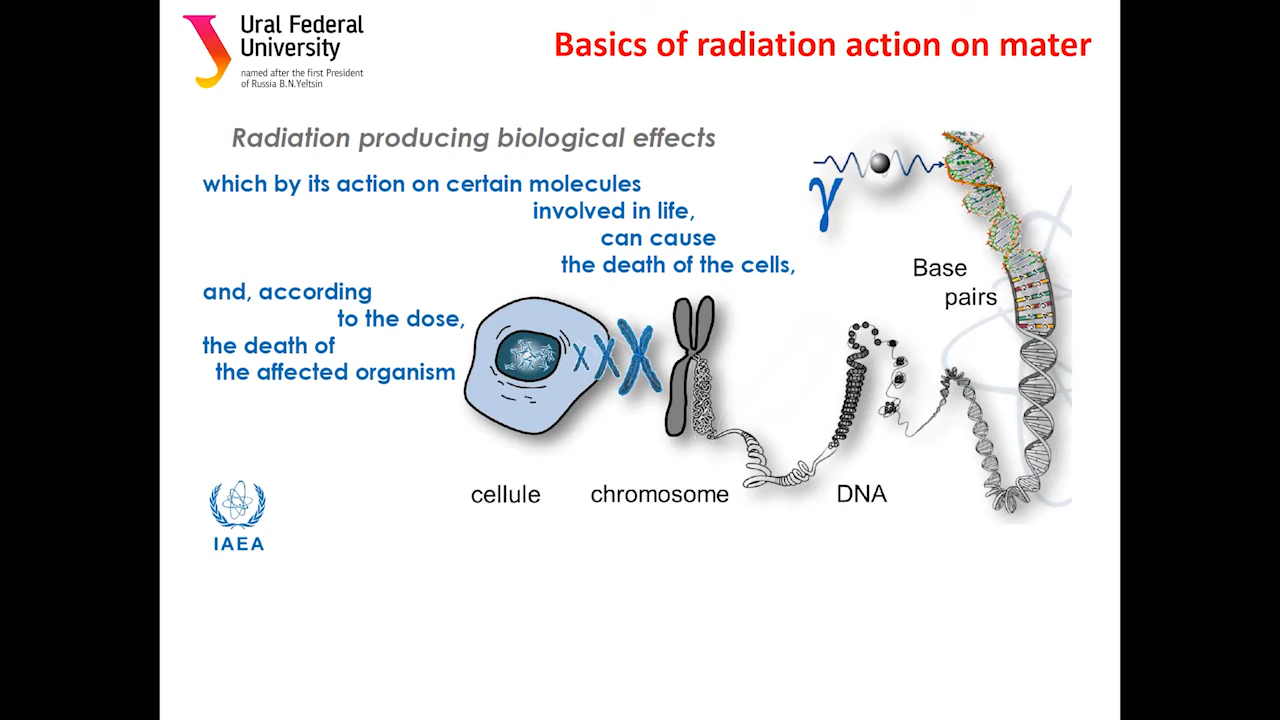 Ural Federal
University
named after the first President
of Russia B.N.Yeltsin
Basics of radiation action on mater
Radiation producing biological effects
which by its action on certain molecules
involved in life,
can cause
the death of the cells,
and, according
to the dose,
the death of
the affected organism
γ
Base
pairs
cellule
chromosome
DNA
IAEA